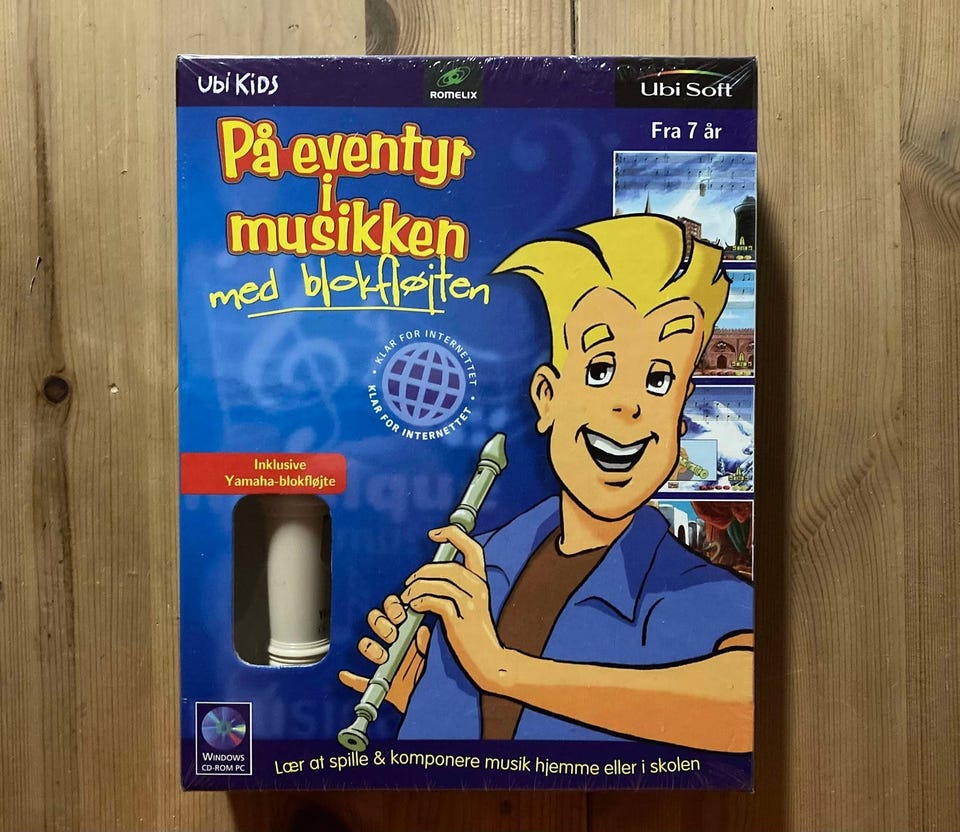 Ubi KiDS
ROMELIX
Ubi Soft
Fra 7 år
På eventyr
i
musikken
med blokfløjten
• KLAR FOR INTERNETTET •
KLAR FOR INTERNETTET
Inklusive
Yamaha-blokfløjte
WINDOWS
CD-ROM PC
Lær at spille & komponere musik hjemme eller i skolen